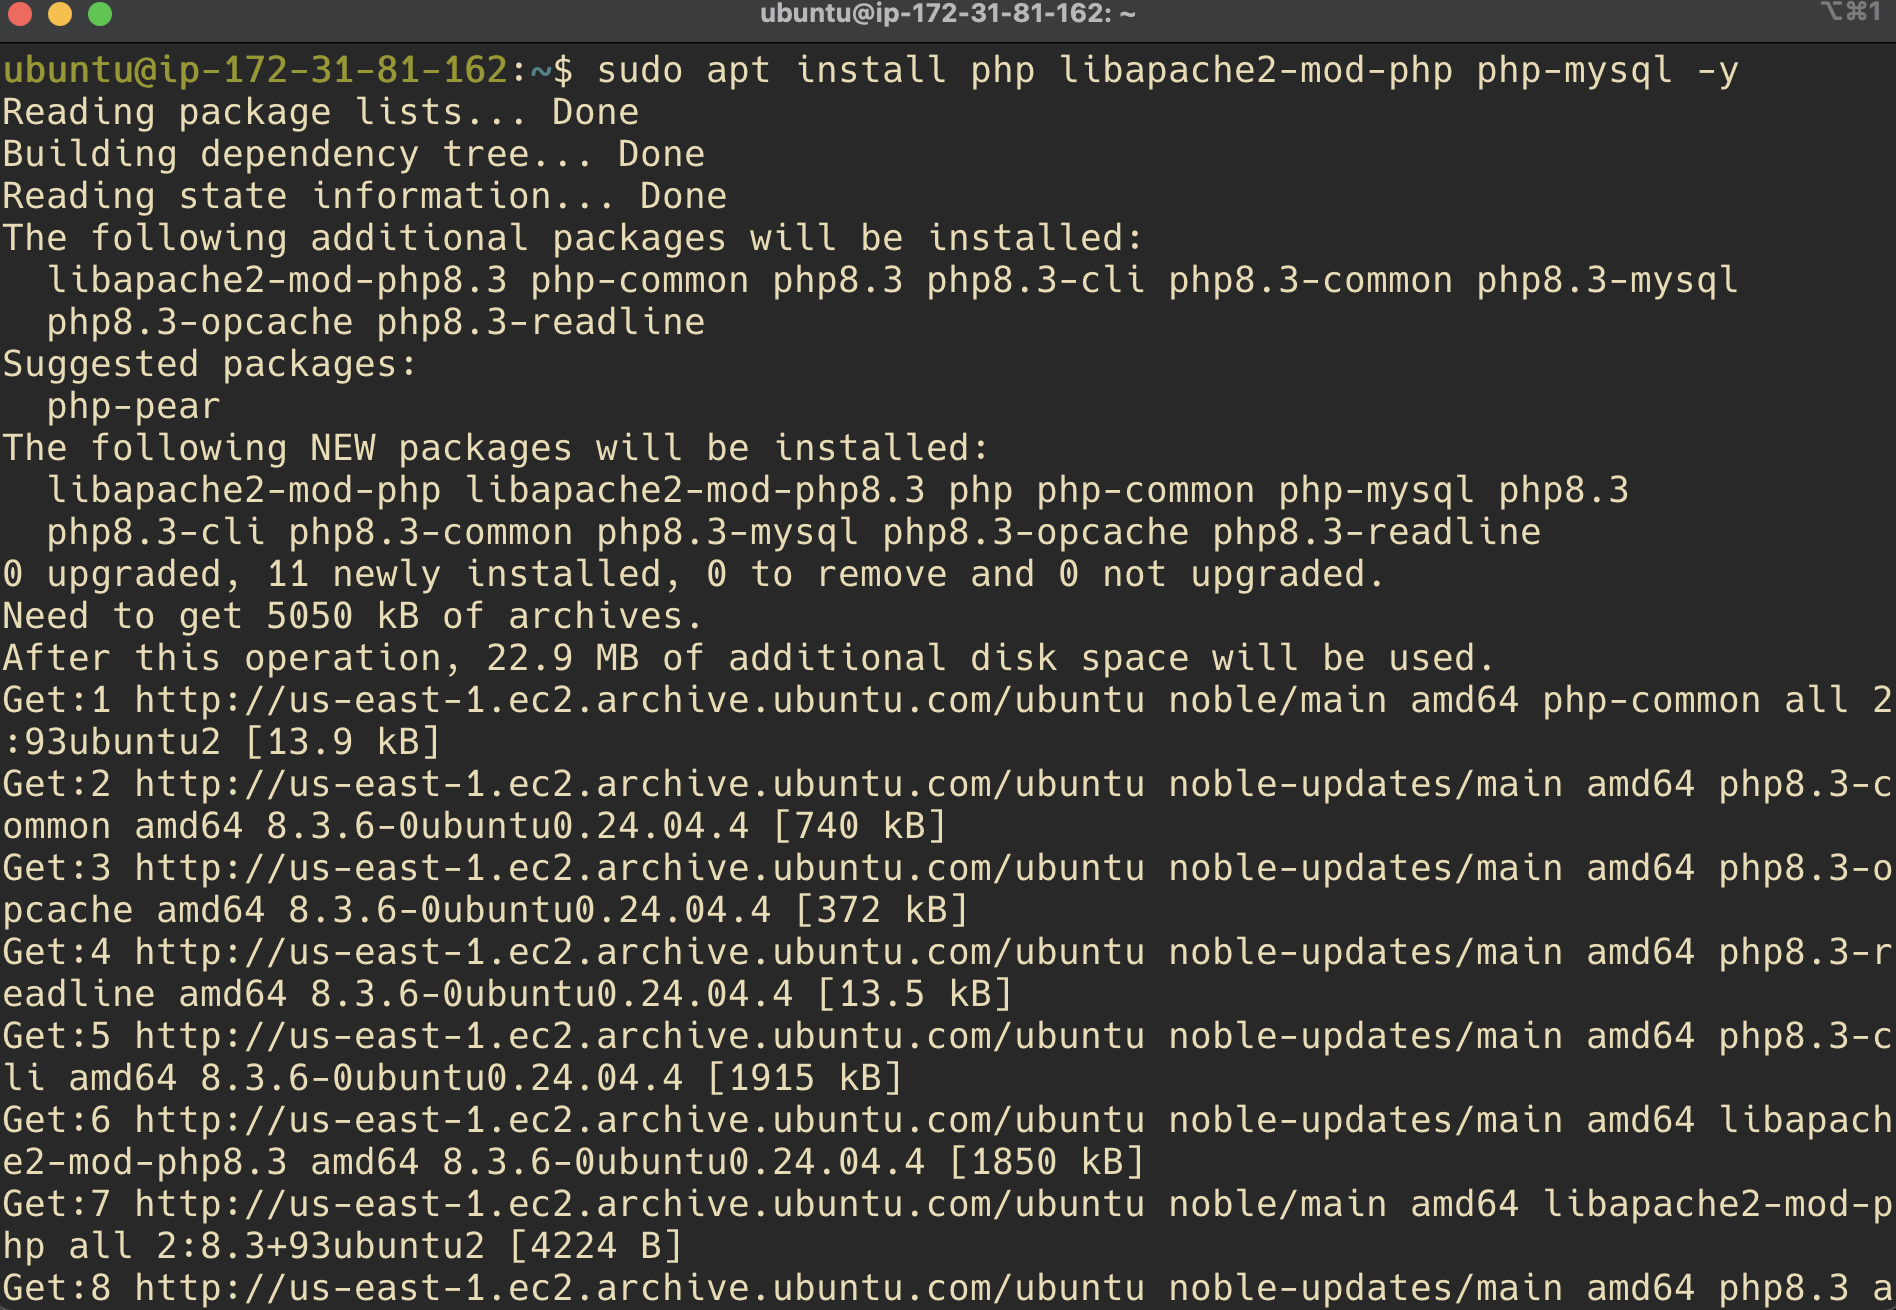 ubuntu@ip-172-31-81-162: ~
⌥⌘1
ubuntu@ip-172-31-81-162:~$ sudo apt install php libapache2-mod-php php-mysql -y
Reading package lists... Done
Building dependency tree... Done
Reading state information... Done
The following additional packages will be installed:
  libapache2-mod-php8.3 php-common php8.3 php8.3-cli php8.3-common php8.3-mysql
  php8.3-opcache php8.3-readline
Suggested packages:
  php-pear
The following NEW packages will be installed:
  libapache2-mod-php libapache2-mod-php8.3 php php-common php-mysql php8.3
  php8.3-cli php8.3-common php8.3-mysql php8.3-opcache php8.3-readline
0 upgraded, 11 newly installed, 0 to remove and 0 not upgraded.
Need to get 5050 kB of archives.
After this operation, 22.9 MB of additional disk space will be used.
Get:1 http://us-east-1.ec2.archive.ubuntu.com/ubuntu noble/main amd64 php-common all 2
:93ubuntu2 [13.9 kB]
Get:2 http://us-east-1.ec2.archive.ubuntu.com/ubuntu noble-updates/main amd64 php8.3-c
ommon amd64 8.3.6-0ubuntu0.24.04.4 [740 kB]
Get:3 http://us-east-1.ec2.archive.ubuntu.com/ubuntu noble-updates/main amd64 php8.3-o
pcache amd64 8.3.6-0ubuntu0.24.04.4 [372 kB]
Get:4 http://us-east-1.ec2.archive.ubuntu.com/ubuntu noble-updates/main amd64 php8.3-r
eadline amd64 8.3.6-0ubuntu0.24.04.4 [13.5 kB]
Get:5 http://us-east-1.ec2.archive.ubuntu.com/ubuntu noble-updates/main amd64 php8.3-c
li amd64 8.3.6-0ubuntu0.24.04.4 [1915 kB]
Get:6 http://us-east-1.ec2.archive.ubuntu.com/ubuntu noble-updates/main amd64 libapach
e2-mod-php8.3 amd64 8.3.6-0ubuntu0.24.04.4 [1850 kB]
Get:7 http://us-east-1.ec2.archive.ubuntu.com/ubuntu noble/main amd64 libapache2-mod-p
hp all 2:8.3+93ubuntu2 [4224 B]
Get:8 http://us-east-1.ec2.archive.ubuntu.com/ubuntu noble-updates/main amd64 php8.3 a